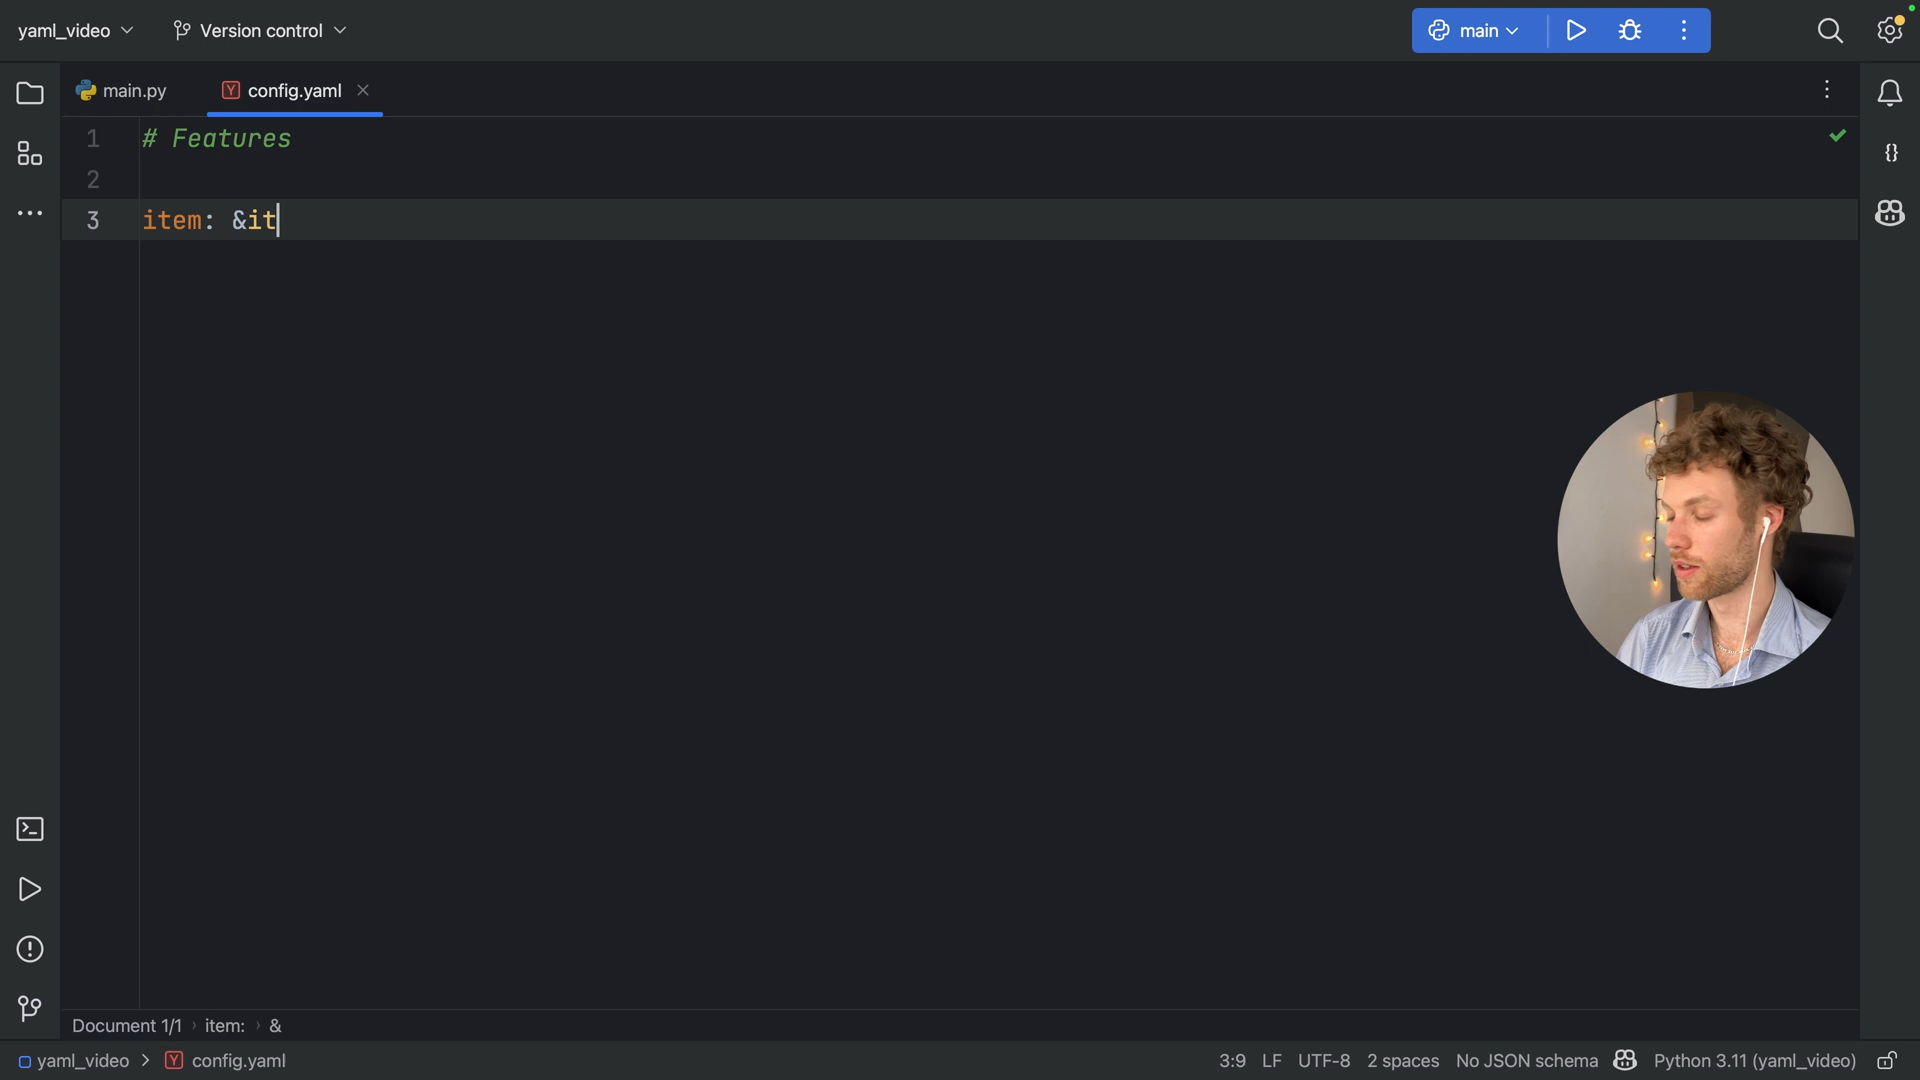 yaml_video
Version control
main
main.py
config.yaml
1 # Features
2
3 item: &it
{}
Document 1/1 › item: › &
yaml_video > config.yaml
3:9 LF UTF-8 2 spaces No JSON schema Python 3.11 (yaml_video)